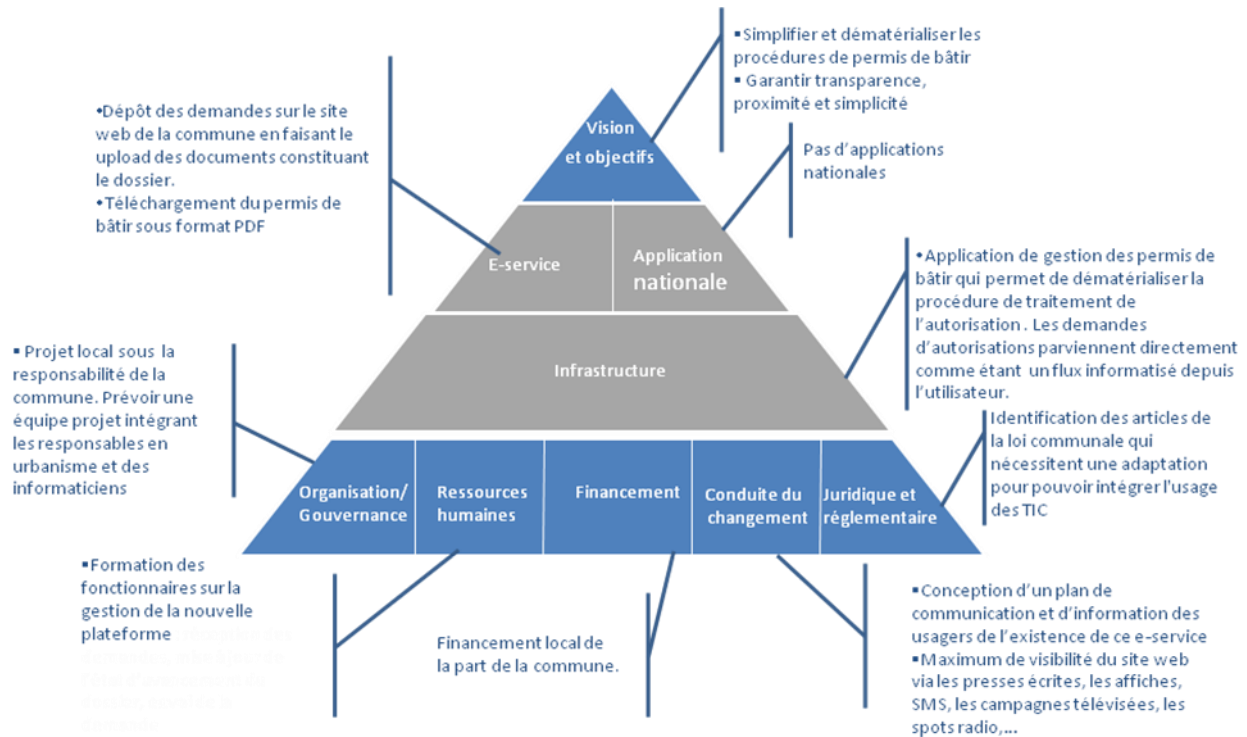 ▪Simplifier et dématérialiser les
procédures de permis de bâtir
▪ Garantir transparence,
proximité et simplicité
•Dépôt des demandes sur le site
web de la commune en faisant le
upload des documents constituant
le dossier.
•Téléchargement du permis de
bâtir sous format PDF
Vision
et objectifs
Pas d'applications
nationales
E-service
Application
nationale
•Application de gestion des permis de
bâtir qui permet de dématérialiser la
procédure de traitement de
l'autorisation . Les demandes
d'autorisations parviennent directement
comme étant un flux informatisé depuis
l'utilisateur.
Infrastructure
▪ Projet local sous la
responsabilité de la
commune. Prévoir une
équipe projet intégrant
les responsables en
urbanisme et des
informaticiens
Identification des articles de
la loi communale qui
nécessitent une adaptation
pour pouvoir intégrer l'usage
des TIC
Organisation/
Gouvernance
Ressources
humaines
Financement
Conduite du
changement
Juridique et
réglementaire
▪Formation des
fonctionnaires sur la
gestion de la nouvelle
plateforme
Financement local de
la part de la commune.
▪Conception d'un plan de
communication et d'information des
usagers de l'existence de ce e-service
▪Maximum de visibilité du site web
via les presses écrites, les affiches,
SMS, les campagnes télévisées, les
spots radio,...